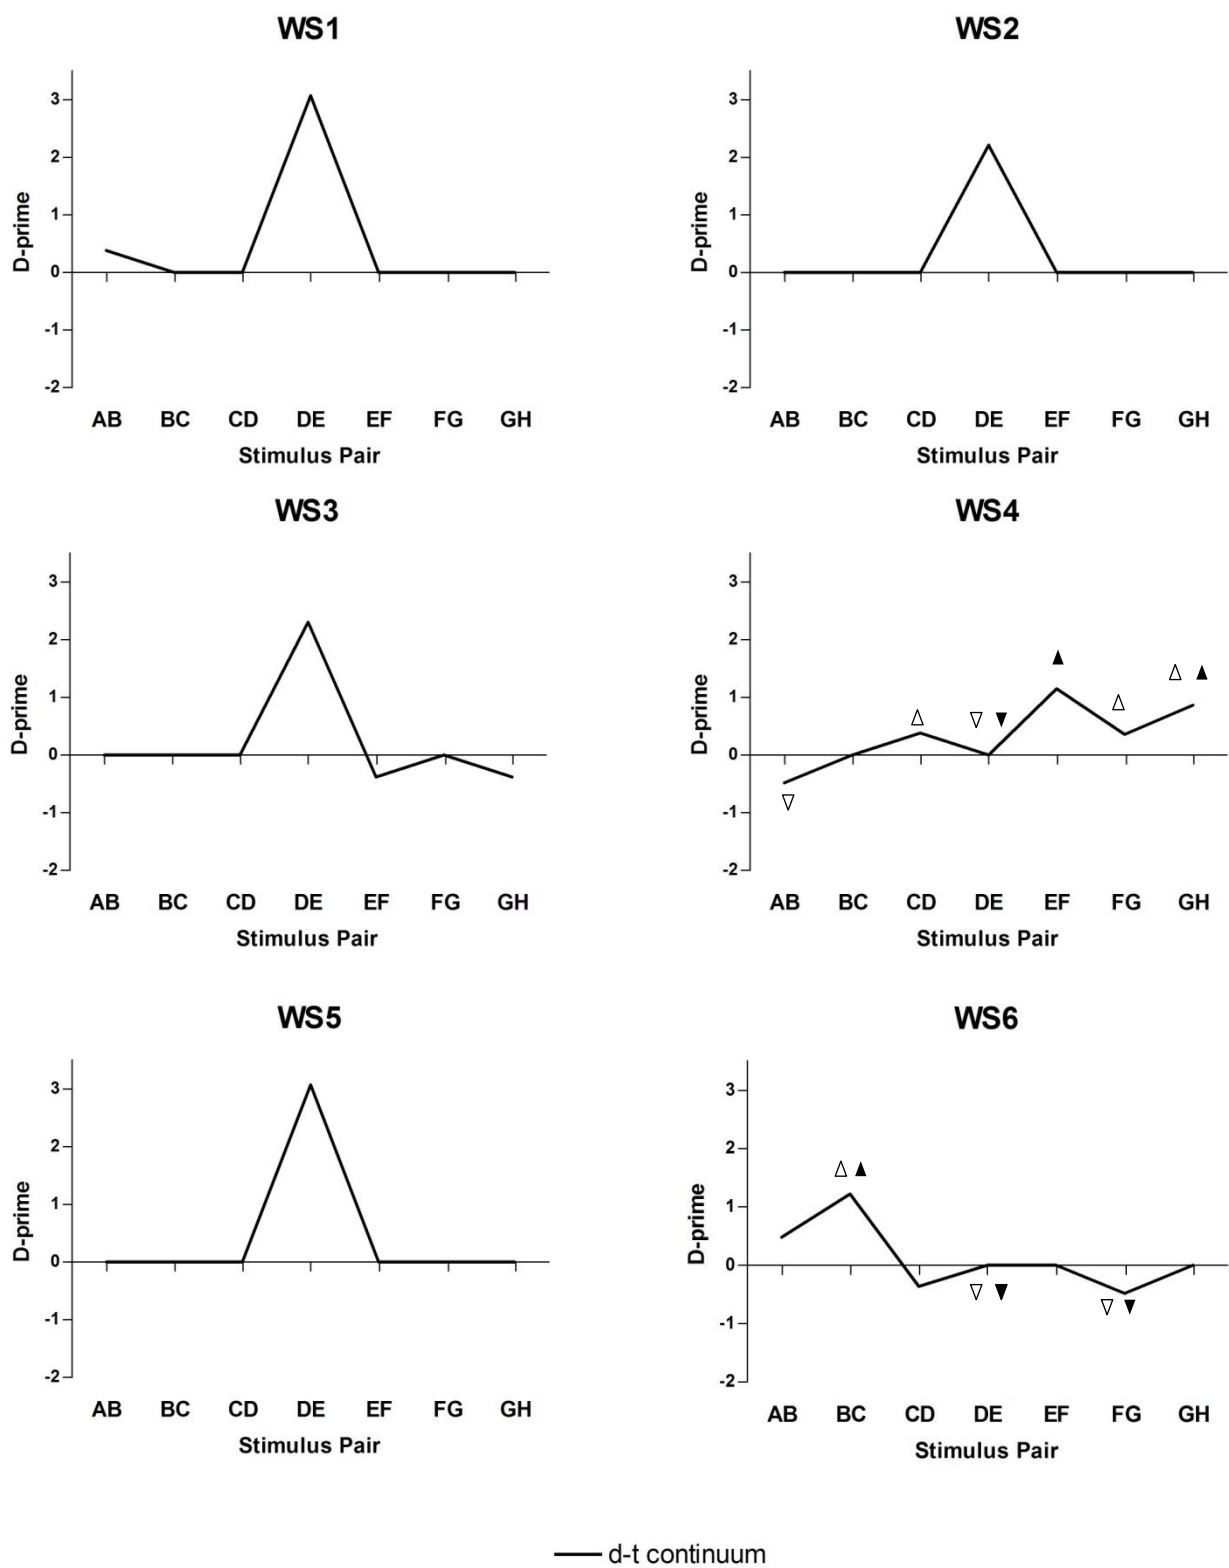 WS1
D-prime
3
2
1
0
-1
-2
AB BC CD DE EF FG GH
Stimulus Pair
WS2
D-prime
3
2
1
0
-1
-2
AB BC CD DE EF FG GH
Stimulus Pair
WS3
D-prime
3
2
1
0
-1
-2
AB BC CD DE EF FG GH
Stimulus Pair
WS4
D-prime
3
2
1
0
-1
-2
AB BC CD DE EF FG GH
Stimulus Pair
WS5
D-prime
3
2
1
0
-1
-2
AB BC CD DE EF FG GH
Stimulus Pair
WS6
D-prime
3
2
1
0
-1
-2
AB BC CD DE EF FG GH
Stimulus Pair
d-t continuum